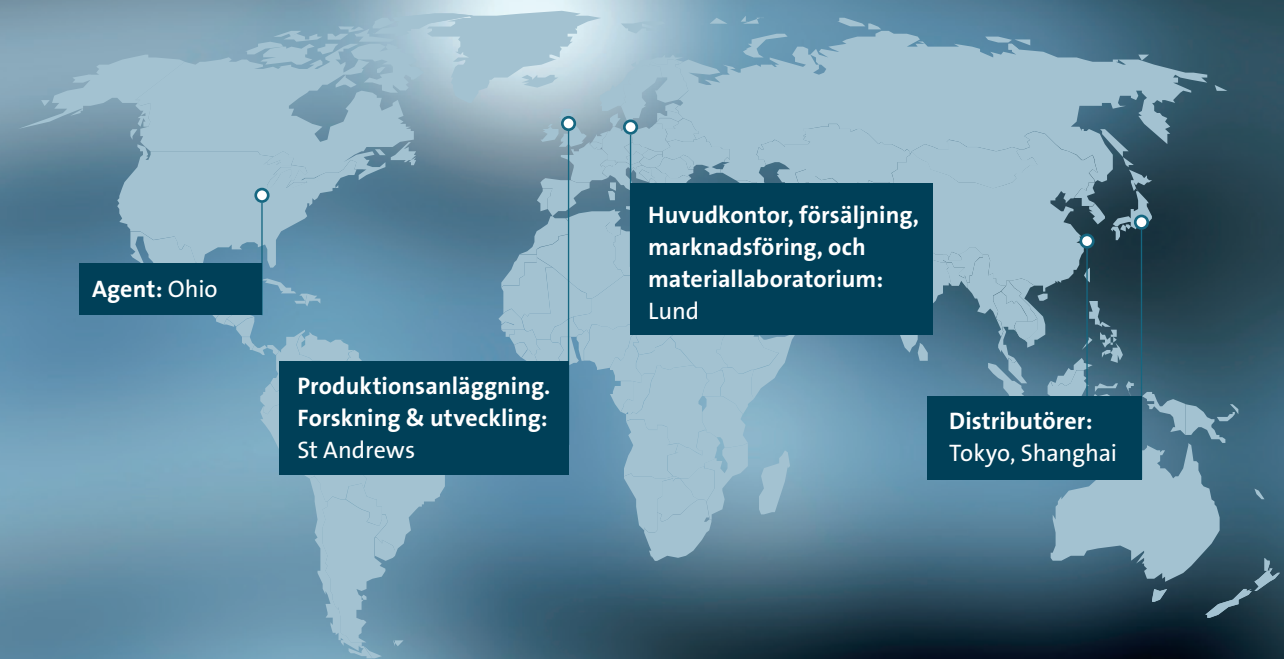 Agent: Ohio
Produktionsanläggning.
Forskning & utveckling:
St Andrews
Huvudkontor, försäljning,
marknadsföring, och
materiallaboratorium:
Lund
Distributörer:
Tokyo, Shanghai